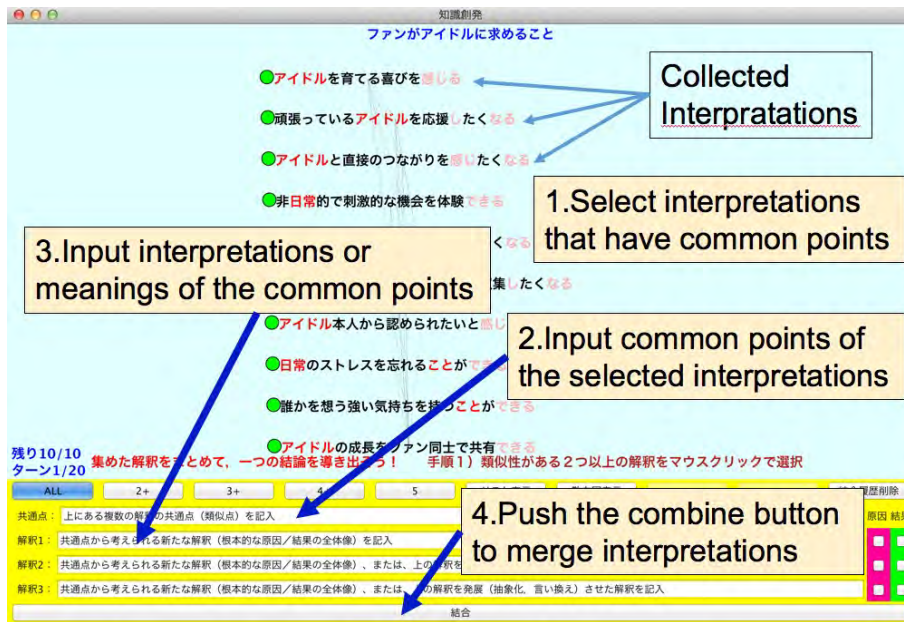 知識創発
ファンがアイドルに求めること
アイドルを育てる喜びを感じる
Collected
Interpratations
頑張っているアイドルを応援したくなる
アイドルと直接のつながりを感じたくなる
非日常的で刺激的な機会を体験できる
1.Select interpretations
that have common points
3.Input interpretations or
meanings of the common points
くなる
集したくなる
アイドル本人から認められたいと感じ
2.Input common points of
the selected interpretations
日常のストレスを忘れることがで
誰かを想う強い気持ちを持つことができる
アイドルの成長をファン同士で共有できる
残り10/10
ターン1/20
集めた解釈をまとめて，一つの結論を導き出そう！ 手順1）類似性がある２つ以上の解釈をマウスクリックで選択
ALL 2+ 3+ 4 5
共通点： 上にある複数の解釈の共通点（類似点）を記入
4.Push the combine button
to merge interpretations
原因 結果
解釈1： 共通点から考えられる新たな解釈（根本的な原因／結果の全体像）を記入
解釈2： 共通点から考えられる新たな解釈（根本的な原因／結果の全体像）、または、上の解釈を
解釈3： 共通点から考えられる新たな解釈（根本的な原因／結果の全体像）、または、の解釈を発展（抽象化、言い換え）させた解釈を記入
結合